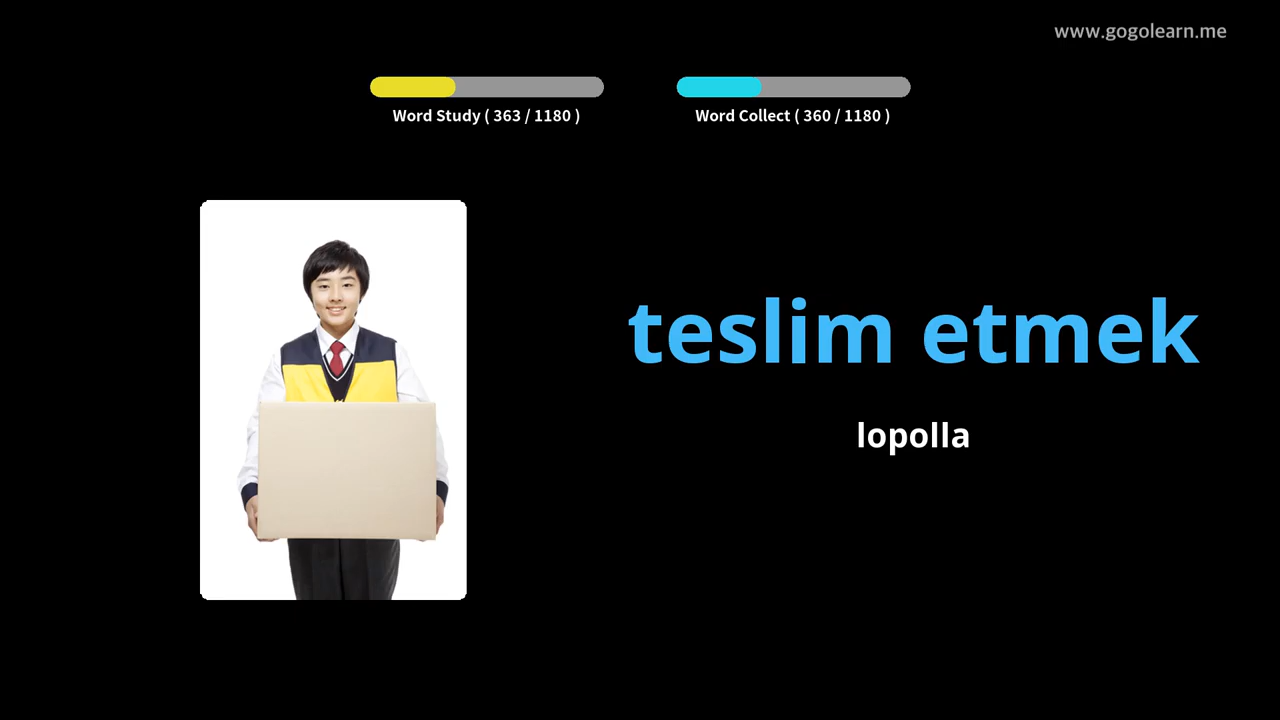 www.gogolearn.me
Word Study ( 363 / 1180 )
Word Collect ( 360 / 1180 )
teslim etmek
lopolla